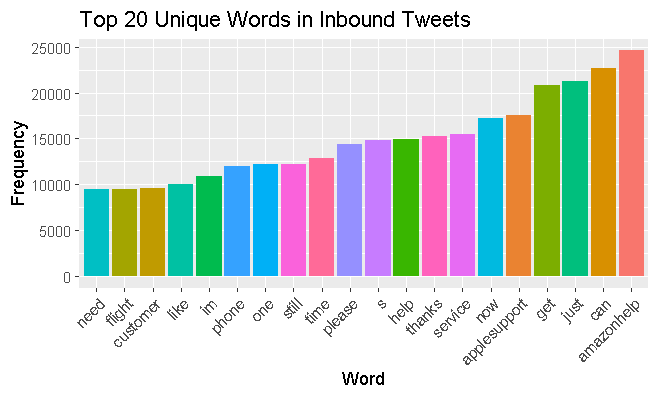 Top 20 Unique Words in Inbound Tweets
Frequency
25000
20000
15000
10000
5000
0
need
flight
customer
like
im
phone
one
still
time
please
s
help
thanks
service
now
applesupport
get
just
can
amazonhelp
Word